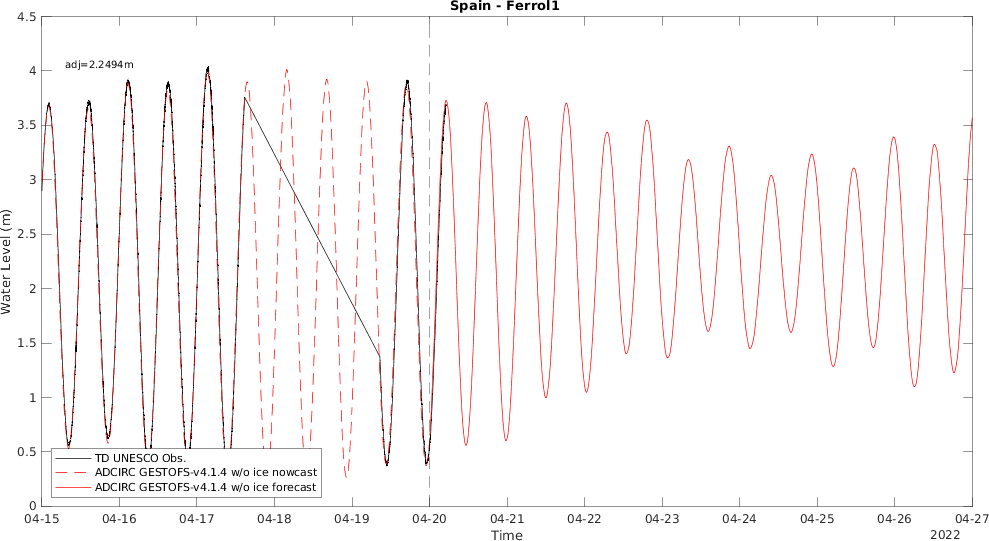 Spain - Ferrol1
adj=2.2494m
Water Level (m)
4.5
4
3.5
3
2.5
2
1.5
1
0.5
0
TD UNESCO Obs.
ADCIRC GESTOFS-v4.1.4 w/o ice nowcast
ADCIRC GESTOFS-v4.1.4 w/o ice forecast
04-15 04-16 04-17 04-18 04-19 04-20 04-21 04-22 04-23 04-24 04-25 04-26 04-27
Time
2022